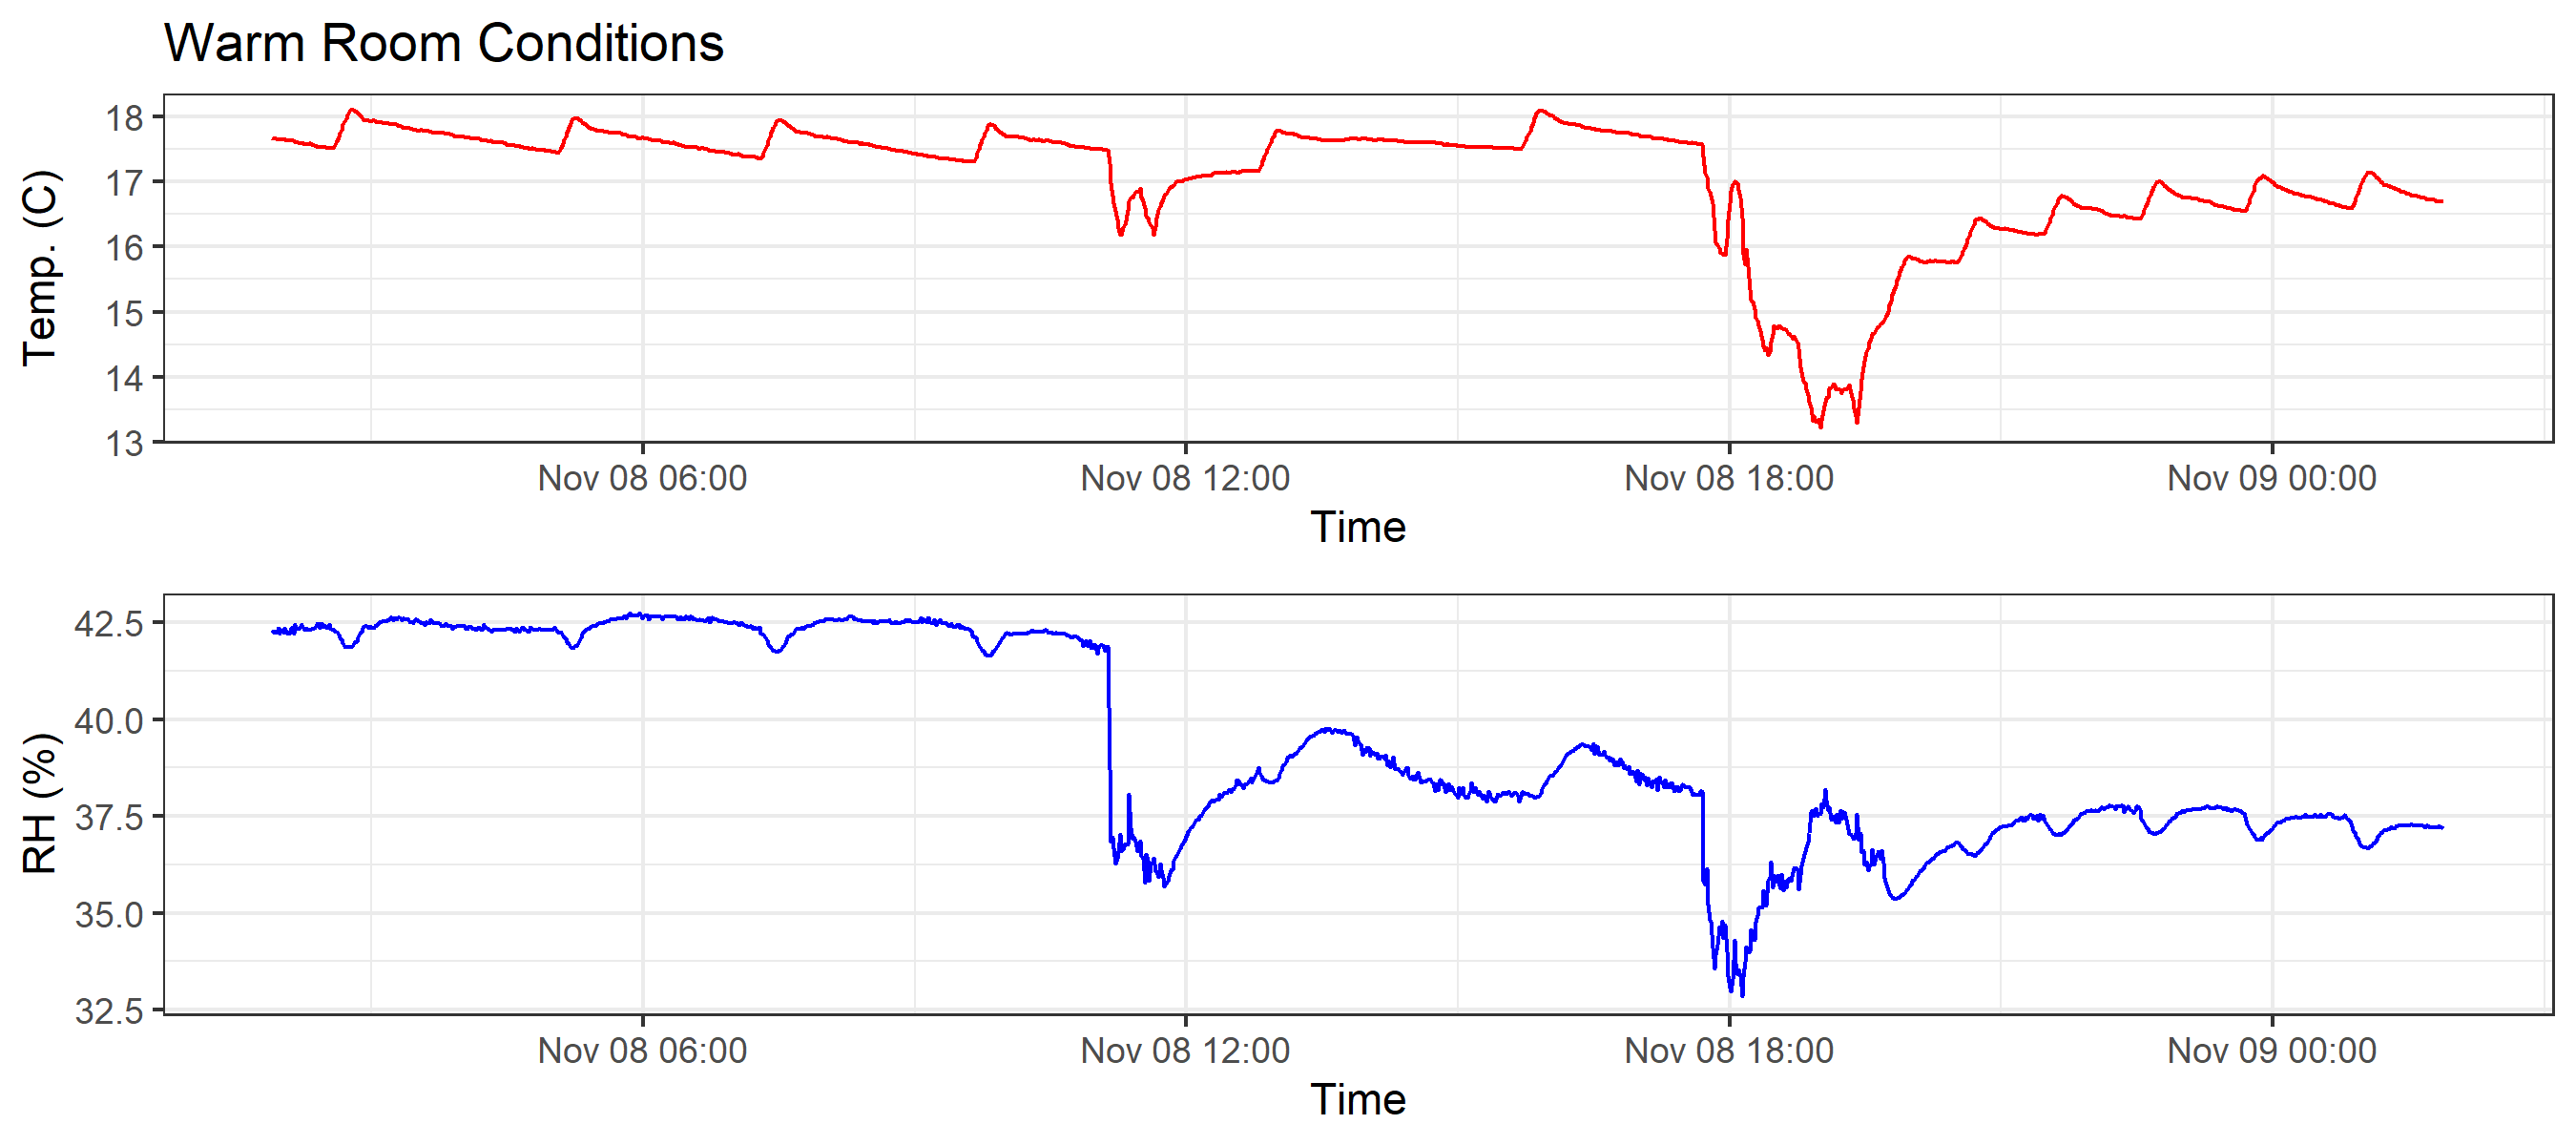 Warm Room Conditions
Temp. (C)
18
17
16
15
14
13
Nov 08 06:00 Nov 08 12:00 Nov 08 18:00 Nov 09 00:00
Time
RH (%)
42.5
40.0
37.5
35.0
32.5
Nov 08 06:00 Nov 08 12:00 Nov 08 18:00 Nov 09 00:00
Time